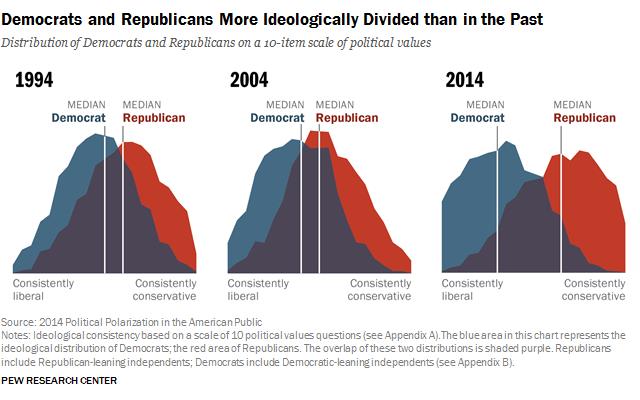 Democrats and Republicans More Ideologically Divided than in the Past
Distribution of Democrats and Republicans on a 10-item scale of political values
1994
MEDIAN
Democrat
MEDIAN
Republican
Consistently
liberal
Consistently
conservative
2004
MEDIAN
Democrat
MEDIAN
Republican
Consistently
liberal
Consistently
conservative
2014
MEDIAN
Democrat
MEDIAN
Republican
Consistently
liberal
Consistently
conservative
Source: 2014 Political Polarization in the American Public
Notes: Ideological consistency based on a scale of 10 political values questions (see Appendix A).The blue area in this chart represents the
ideological distribution of Democrats; the red area of Republicans. The overlap of these two distributions is shaded purple. Republicans
include Republican-leaning independents; Democrats include Democratic-leaning independents (see Appendix B).
PEW RESEARCH CENTER